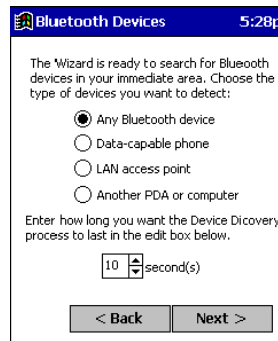 Bluetooth Devices 5:28p
The Wizard is ready to search for Blueooth
devices in your immediate area. Choose the
type of devices you want to detect:
Any Bluetooth device
Data-capable phone
LAN access point
Another PDA or computer
Enter how long you want the Device Dicovery
process to last in the edit box below.
10 second(s)
< Back Next >